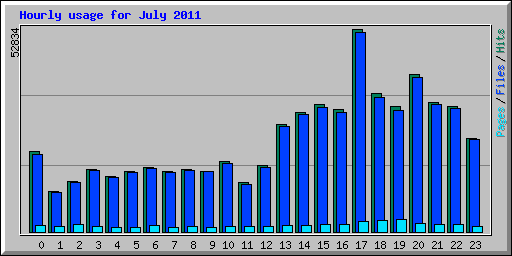 Hourly usage for July 2011
52834
Pages/Files/Hits
0 1 2 3 4 5 6 7 8 9 10 11 12 13 14 15 16 17 18 19 20 21 22 23